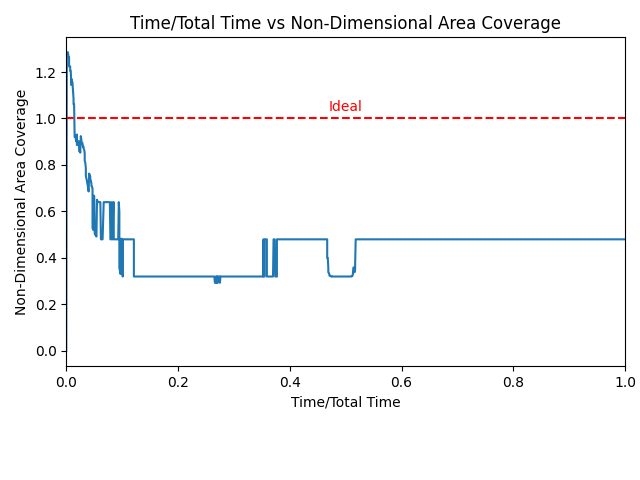 Time/Total Time vs Non-Dimensional Area Coverage
Non-Dimensional Area Coverage
1.2
1.0
0.8
0.6
0.4
0.2
0.0
Ideal
0.0 0.2 0.4 0.6 0.8 1.0
Time/Total Time